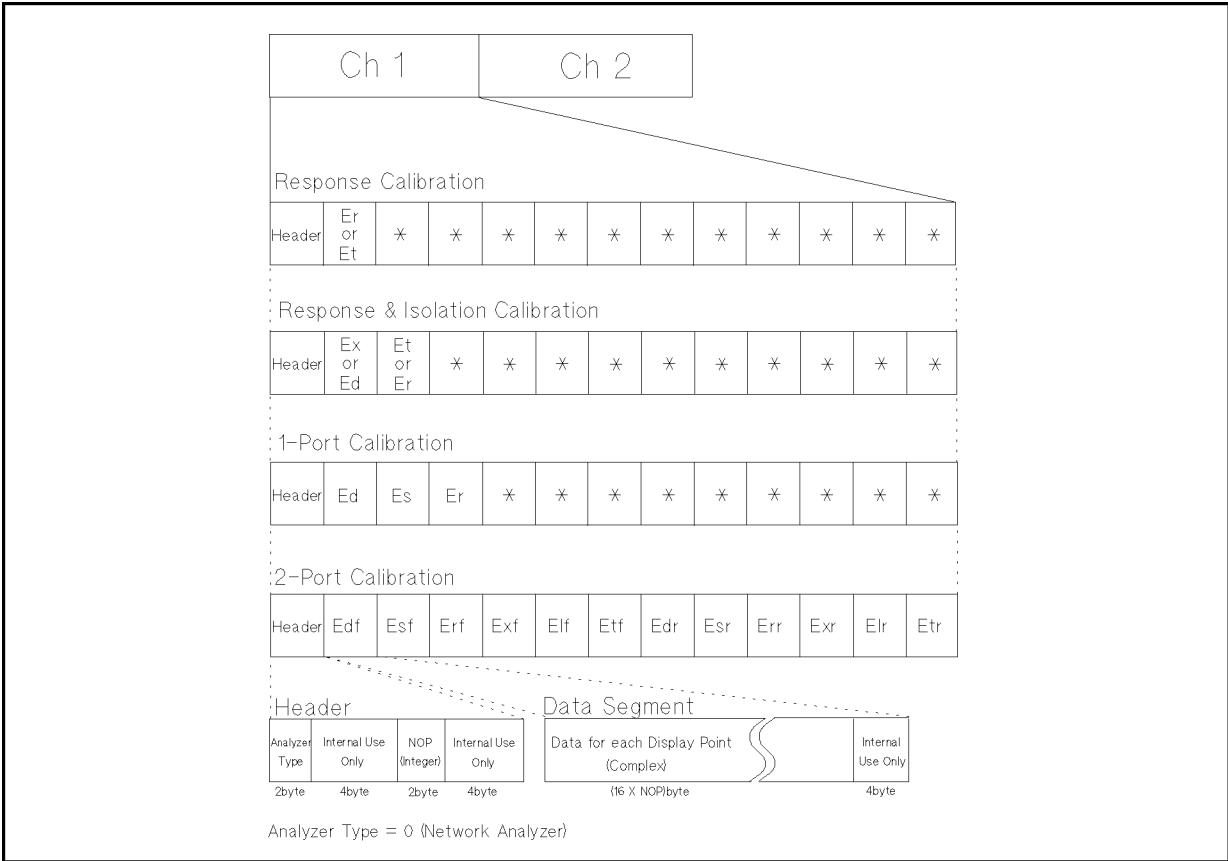 Ch 1 Ch 2
Response Calibration
Header Er or Et * * * * * * * * * * *
Response & Isolation Calibration
Header Ex or Ed Et or Er * * * * * * * * * *
1-Port Calibration
Header Ed Es Er * * * * * * * * *
2-Port Calibration
Header Edf Esf Erf Exf Elf Etf Edr Esr Err Exr Elr Etr
Header
Analyzer Type Internal Use Only NOP (Integer) Internal Use Only
2byte 4byte 2byte 4byte
Data Segment
Data for each Display Point (Complex) Internal Use Only
(16 X NOP)byte 4byte
Analyzer Type = 0 (Network Analyzer)